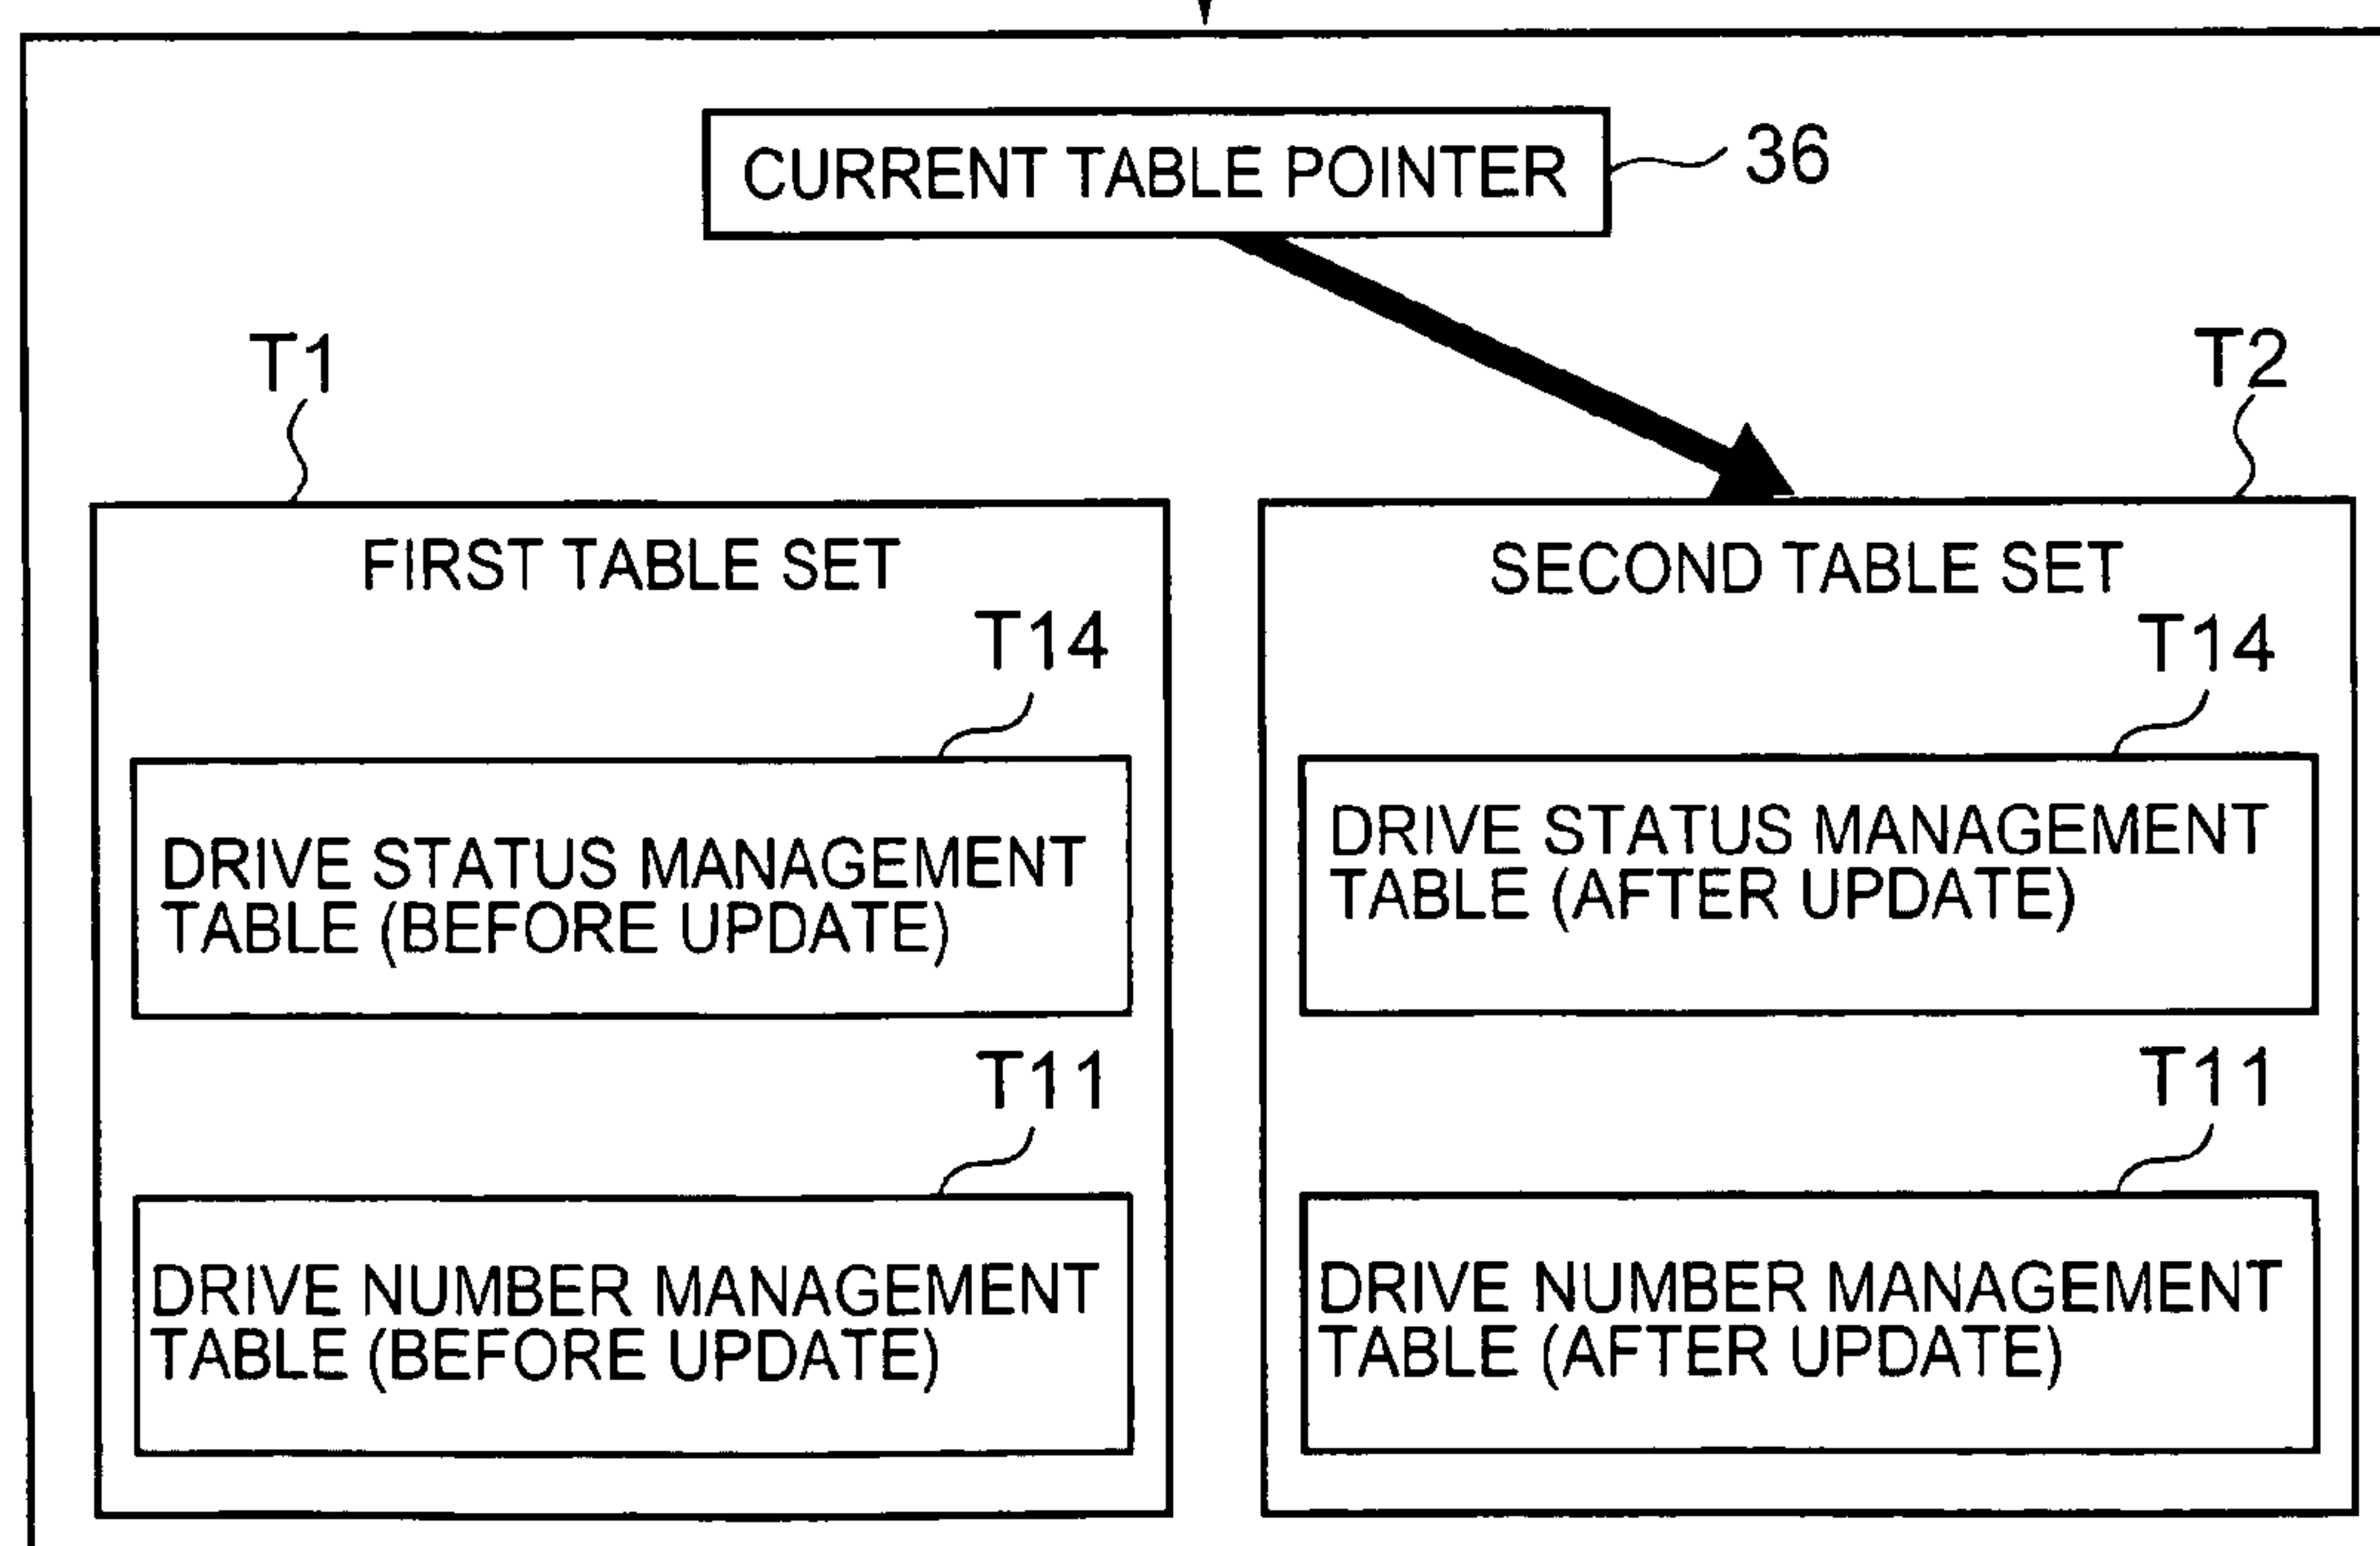 CURRENT TABLE POINTER
36
T1
T2
FIRST TABLE SET
T14
DRIVE STATUS MANAGEMENT
TABLE (BEFORE UPDATE)
T11
DRIVE NUMBER MANAGEMENT
TABLE (BEFORE UPDATE)
SECOND TABLE SET
T14
DRIVE STATUS MANAGEMENT
TABLE (AFTER UPDATE)
T11
DRIVE NUMBER MANAGEMENT
TABLE (AFTER UPDATE)